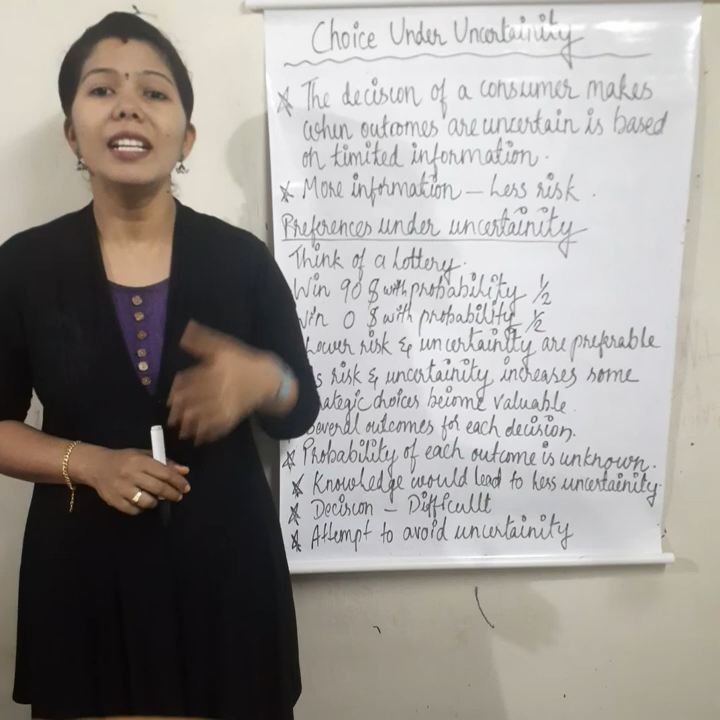 Choice Under Uncertainity
* The decision of a consumer makes
when outcomes are uncertain is based
on limited information.
* More information – Less risk.
Preferences under uncertainity
Think of a lottery.
Win 90 $ with probability 1/2
Win 0 $ with probability 1/2
Lower risk & uncertainity are preferable
risk & uncertainity increases some
strategic choices become valuable.
Several outcomes for each decision.
* Probability of each outcome is unknown.
* Knowledge would lead to less uncertainity.
* Decision – Difficult
* Attempt to avoid uncertainity